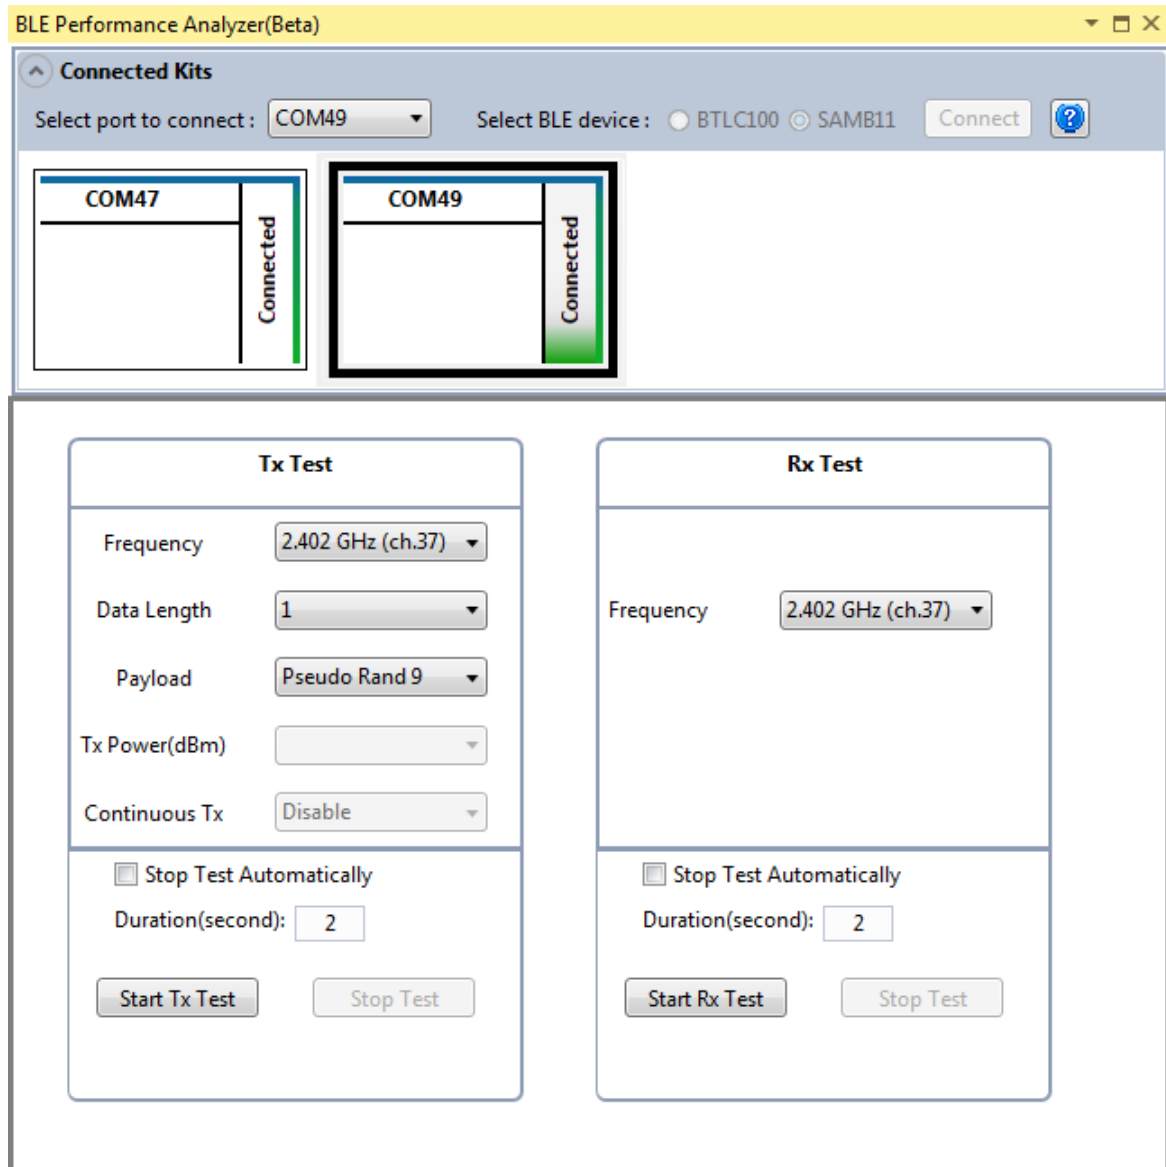 BLE Performance Analyzer(Beta)
Connected Kits
Select port to connect : COM49 Select BLE device : BTLC100 SAMB11 Connect ?
COM47 Connected
COM49 Connected
Tx Test
Frequency 2.402 GHz (ch.37)
Data Length 1
Payload Pseudo Rand 9
Tx Power(dBm)
Continuous Tx Disable
Stop Test Automatically
Duration(second): 2
Start Tx Test Stop Test
Rx Test
Frequency 2.402 GHz (ch.37)
Stop Test Automatically
Duration(second): 2
Start Rx Test Stop Test